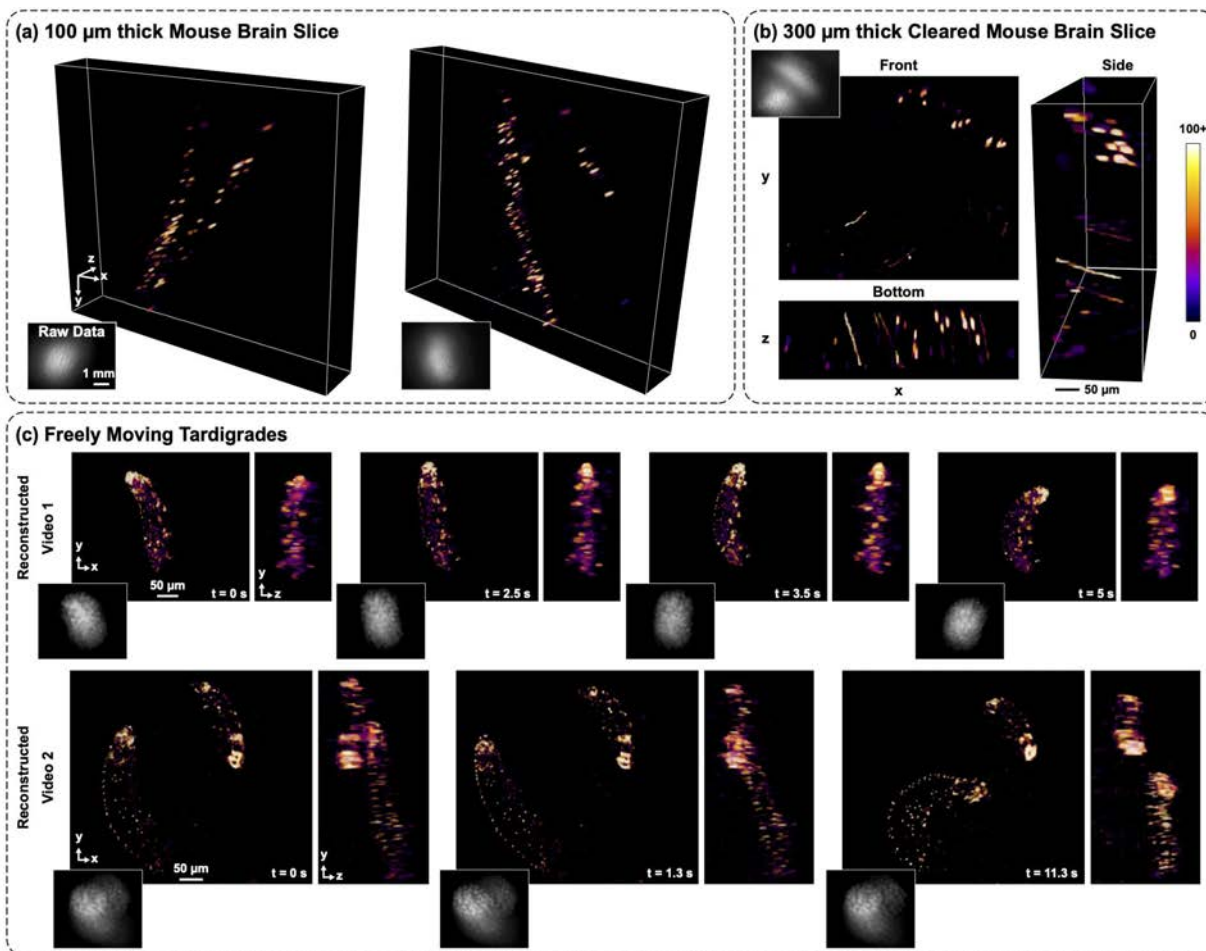 (a) 100 µm thick Mouse Brain Slice
z
x
y
Raw Data
1 mm
(b) 300 µm thick Cleared Mouse Brain Slice
Front
Side
y
100+
0
Bottom
z
x
50 µm
(c) Freely Moving Tardigrades
Reconstructed
Video 1
y
x
50 µm
t = 0 s
y
z
t = 2.5 s
t = 3.5 s
t = 5 s
Reconstructed
Video 2
y
x
50 µm
t = 0 s
y
z
t = 1.3 s
t = 11.3 s